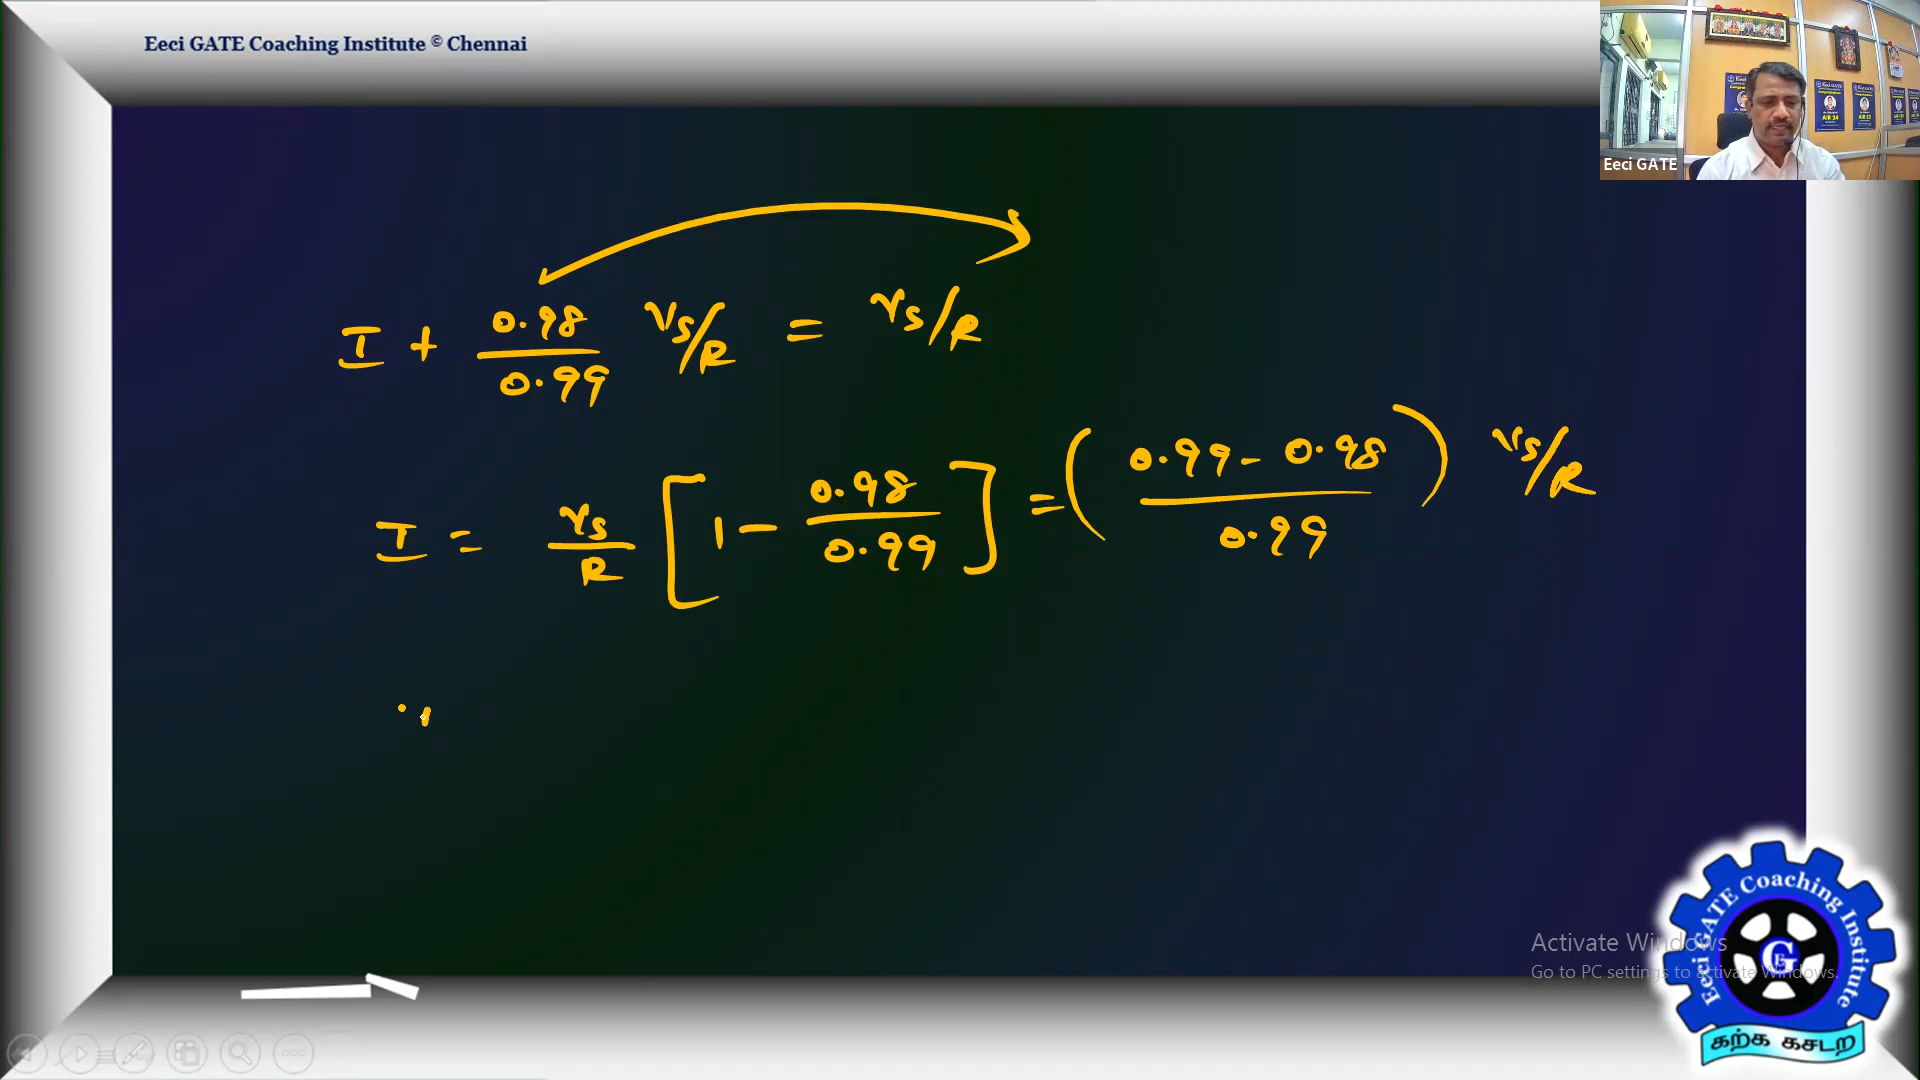 Eeci GATE Coaching Institute © Chennai
Eeci GATE
AIR 24
I + 0.98/0.99 Vs/R = Vs/R
I = Vs/R [1 - 0.98/0.99] = (0.99 - 0.98 / 0.99) Vs/R
Activate Windows
Go to PC settings to activate Windows.
Eeci GATE Coaching Institute
G
கற்க கசடற